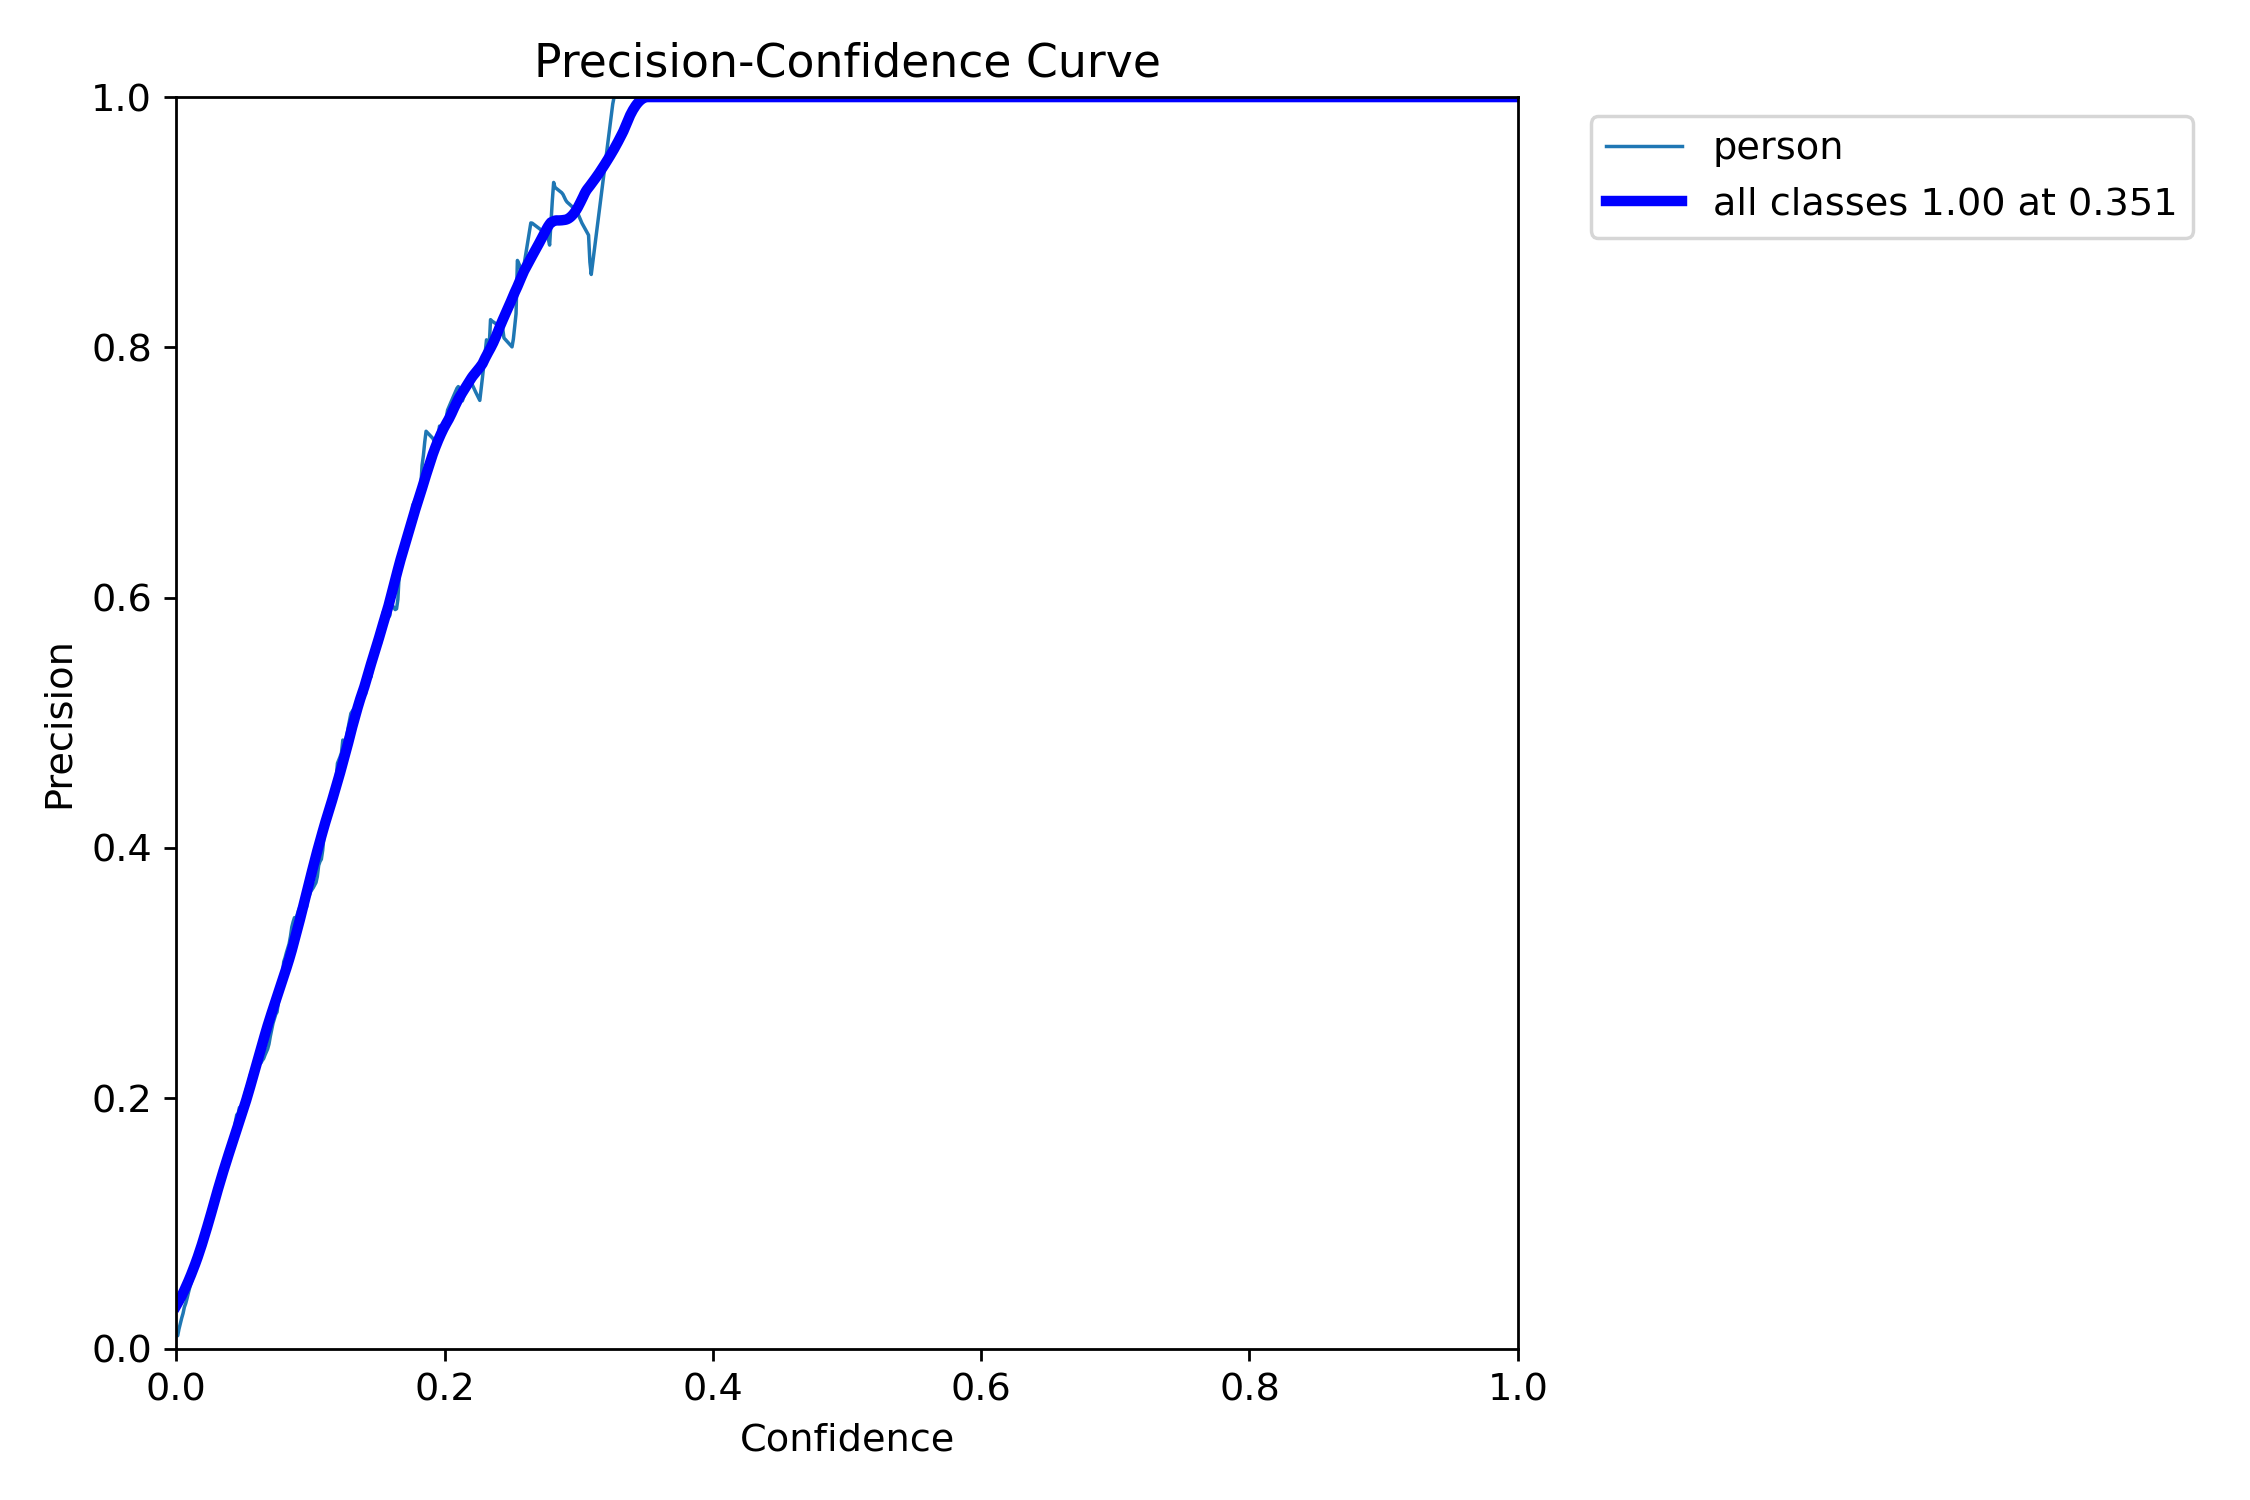 Precision-Confidence Curve
1.0
0.8
0.6
0.4
0.2
0.0
Precision
0.0 0.2 0.4 0.6 0.8 1.0
Confidence
person
all classes 1.00 at 0.351